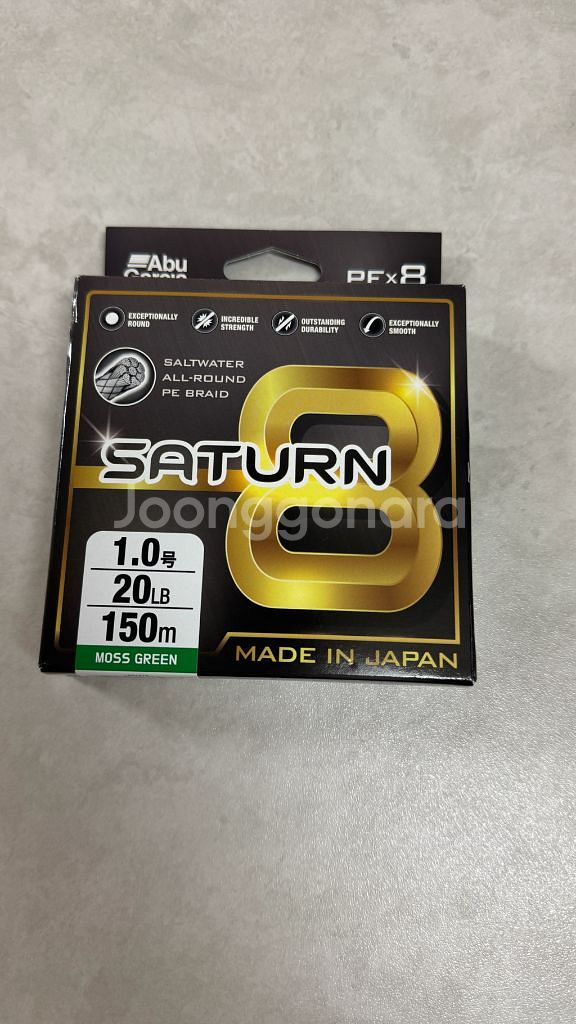 Abu
Garcia
PE×8
EXCEPTIONALLY
ROUND
INCREDIBLE
STRENGTH
OUTSTANDING
DURABILITY
EXCEPTIONALLY
SMOOTH
SALTWATER
ALL-ROUND
PE BRAID
8
SATURN
Joonggonara
1.0号
20LB
150m
MOSS GREEN
MADE IN JAPAN